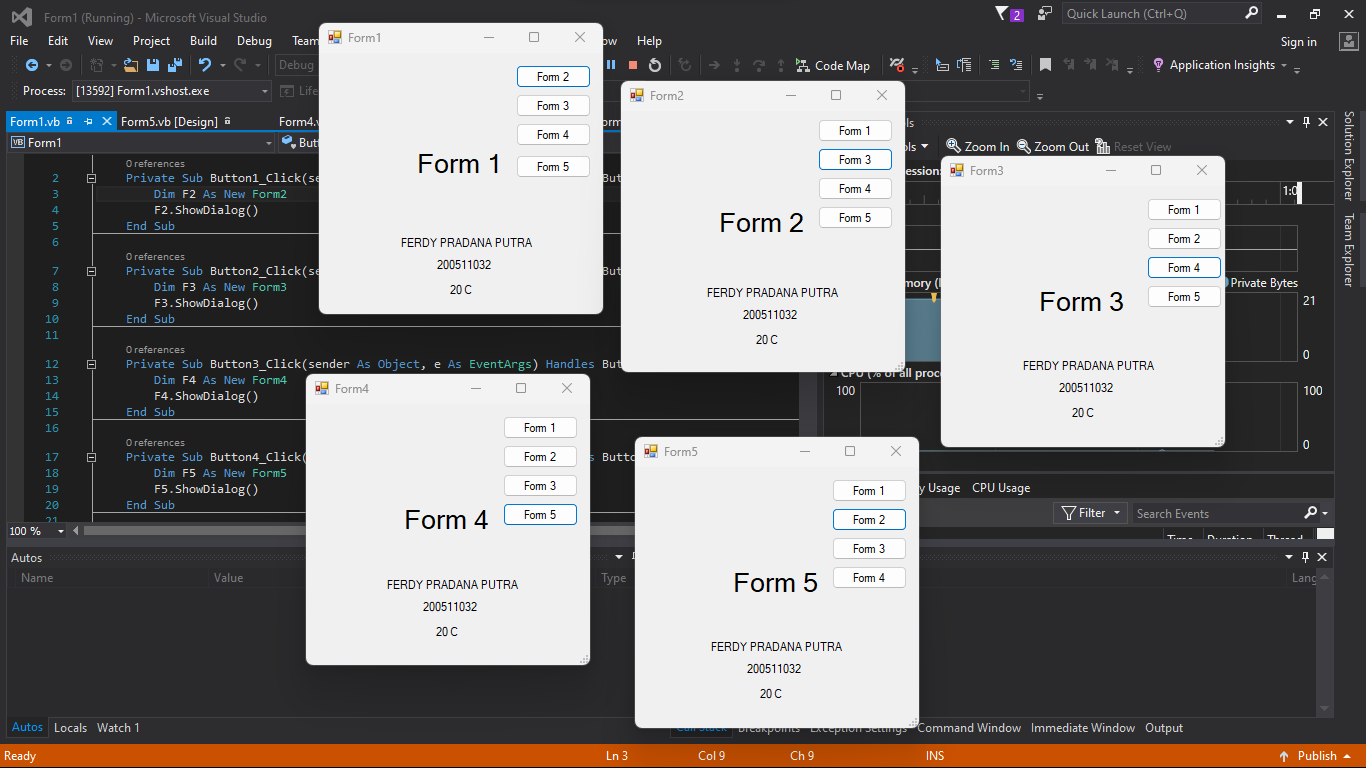 Form1 (Running) - Microsoft Visual Studio
2
Quick Launch (Ctrl+Q)
File Edit View Project Build Debug Team Help
Sign in
Debug
Code Map
Application Insights
Process: [13592] Form1.vshost.exe
Form1.vb Form5.vb [Design]
Form1
Zoom In Zoom Out Reset View
0 references
2 Private Sub Button1_Click(
3 Dim F2 As New Form2
4 F2.ShowDialog()
5 End Sub
6
0 references
7 Private Sub Button2_Click(
8 Dim F3 As New Form3
9 F3.ShowDialog()
10 End Sub
11
0 references
12 Private Sub Button3_Click(sender As Object, e As EventArgs) Handles
13 Dim F4 As New Form4
14 F4.ShowDialog()
15 End Sub
16
0 references
17 Private Sub Button4_Click(
18 Dim F5 As New Form5
19 F5.ShowDialog()
20 End Sub
21
100 %
Form1
Form 2
Form 3
Form 4
Form 5
Form 1
FERDY PRADANA PUTRA
200511032
20 C
Form2
Form 1
Form 3
Form 4
Form 5
Form 2
FERDY PRADANA PUTRA
200511032
20 C
Form3
Form 1
Form 2
Form 4
Form 5
Form 3
FERDY PRADANA PUTRA
200511032
20 C
Form4
Form 1
Form 2
Form 3
Form 5
Form 4
FERDY PRADANA PUTRA
200511032
20 C
Form5
Form 1
Form 2
Form 3
Form 4
Form 5
FERDY PRADANA PUTRA
200511032
20 C
Solution Explorer
Team Explorer
Private Bytes
21
0
CPU (% of all
100 100
0
Usage CPU Usage
Filter Search Events
Time Duration Thread
Autos
Name Value Type
Autos Locals Watch 1
Call Stack Breakpoints Exception Settings Command Window Immediate Window Output
Ready Ln 3 Col 9 Ch 9 INS Publish